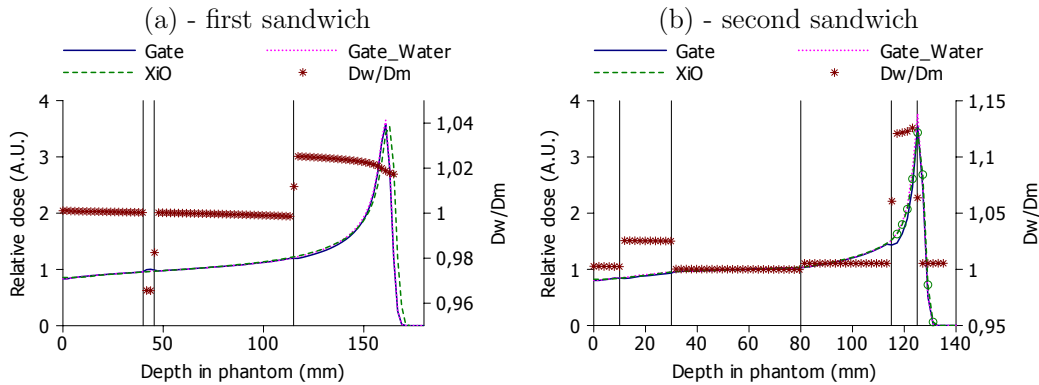 (a) - first sandwich
Gate
Gate_Water
XiO
Dw/Dm
4
3
2
1
0
Relative dose (A.U.)
1,04
1,02
1
0,98
0,96
Dw/Dm
0
50
100
150
Depth in phantom (mm)
(b) - second sandwich
Gate
Gate_Water
XiO
Dw/Dm
4
3
2
1
0
Relative dose (A.U.)
1,15
1,1
1,05
1
0,95
Dw/Dm
0
20
40
60
80
100
120
140
Depth in phantom (mm)